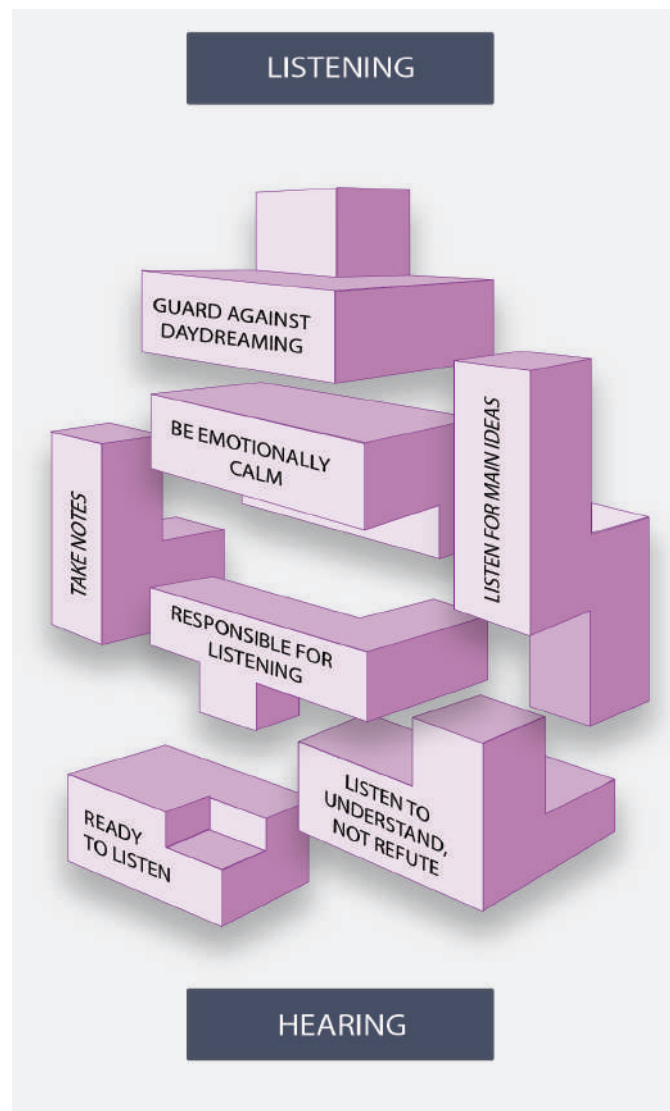 LISTENING
GUARD AGAINST
DAYDREAMING
BE EMOTIONALLY
CALM
LISTEN FOR MAIN IDEAS
TAKE NOTES
RESPONSIBLE FOR
LISTENING
LISTEN TO
UNDERSTAND,
NOT REFUTE
READY
TO LISTEN
HEARING